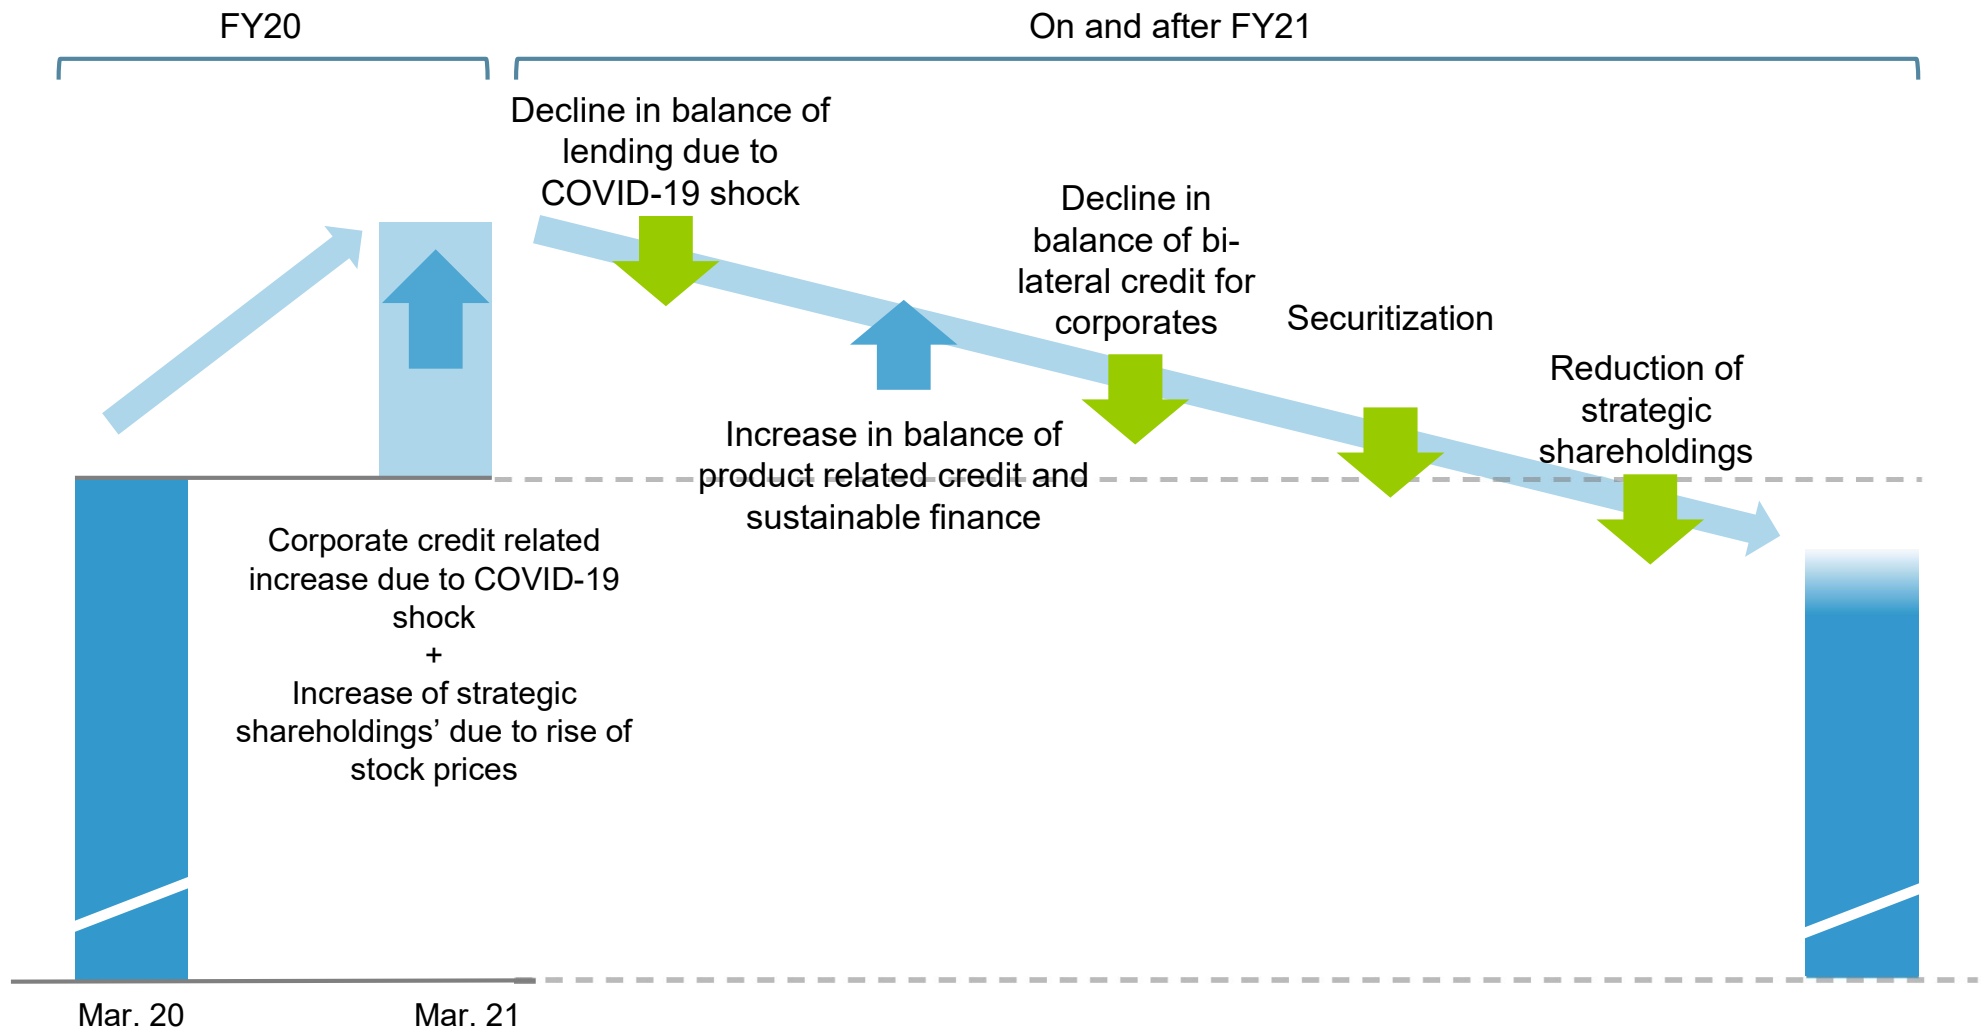 FY20
On and after FY21
Decline in balance of
lending due to
COVID-19 shock
Decline in
balance of bi-
lateral credit for
corporates
Securitization
Reduction of
strategic
shareholdings
Increase in balance of
product related credit and
sustainable finance
Corporate credit related
increase due to COVID-19
shock
+
Increase of strategic
shareholdings’ due to rise of
stock prices
Mar. 20
Mar. 21